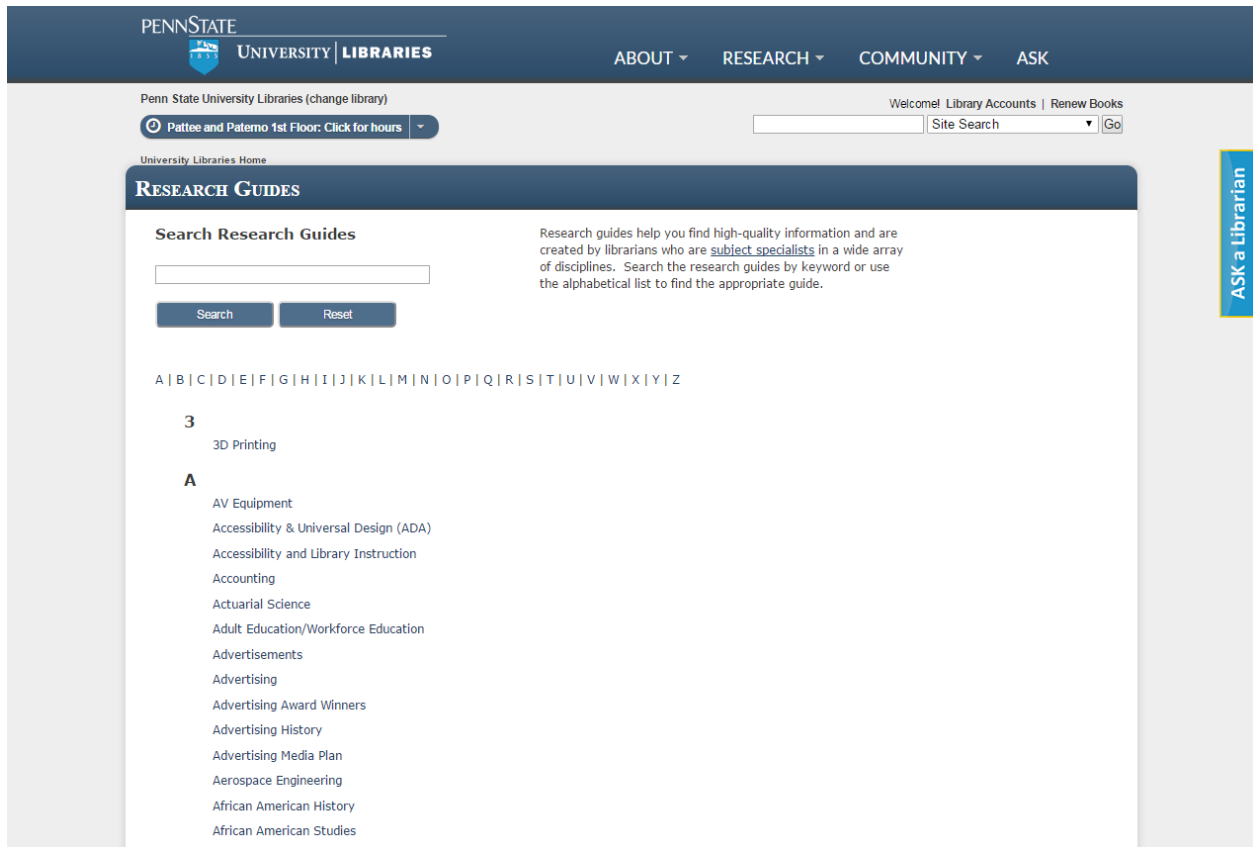 PENNSTATE
1855
UNIVERSITY LIBRARIES
ABOUT
RESEARCH
COMMUNITY
ASK
Penn State University Libraries (change library)
Welcome! Library Accounts | Renew Books
Pattee and Paterno 1st Floor: Click for hours
Site Search
Go
University Libraries Home
RESEARCH GUIDES
ASK a Librarian
Search Research Guides
Search
Reset
Research guides help you find high-quality information and are
created by librarians who are subject specialists in a wide array
of disciplines. Search the research guides by keyword or use
the alphabetical list to find the appropriate guide.
A | B | C | D | E | F | G | H | I | J | K | L | M | N | O | P | Q | R | S | T | U | V | W | X | Y | Z
3
3D Printing
A
AV Equipment
Accessibility & Universal Design (ADA)
Accessibility and Library Instruction
Accounting
Actuarial Science
Adult Education/Workforce Education
Advertisements
Advertising
Advertising Award Winners
Advertising History
Advertising Media Plan
Aerospace Engineering
African American History
African American Studies